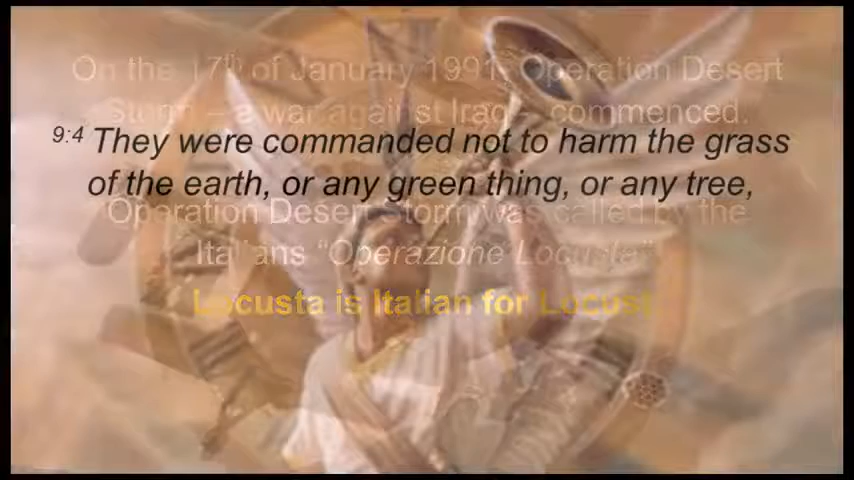 On the 17th of January 1991, Operation Desert
Storm – a war against Iraq – commenced.
9:4 They were commanded not to harm the grass
of the earth, or any green thing, or any tree,
Operation Desert Storm was called by the
Italians “Operazione Locusta”
Locusta is Italian for Locust